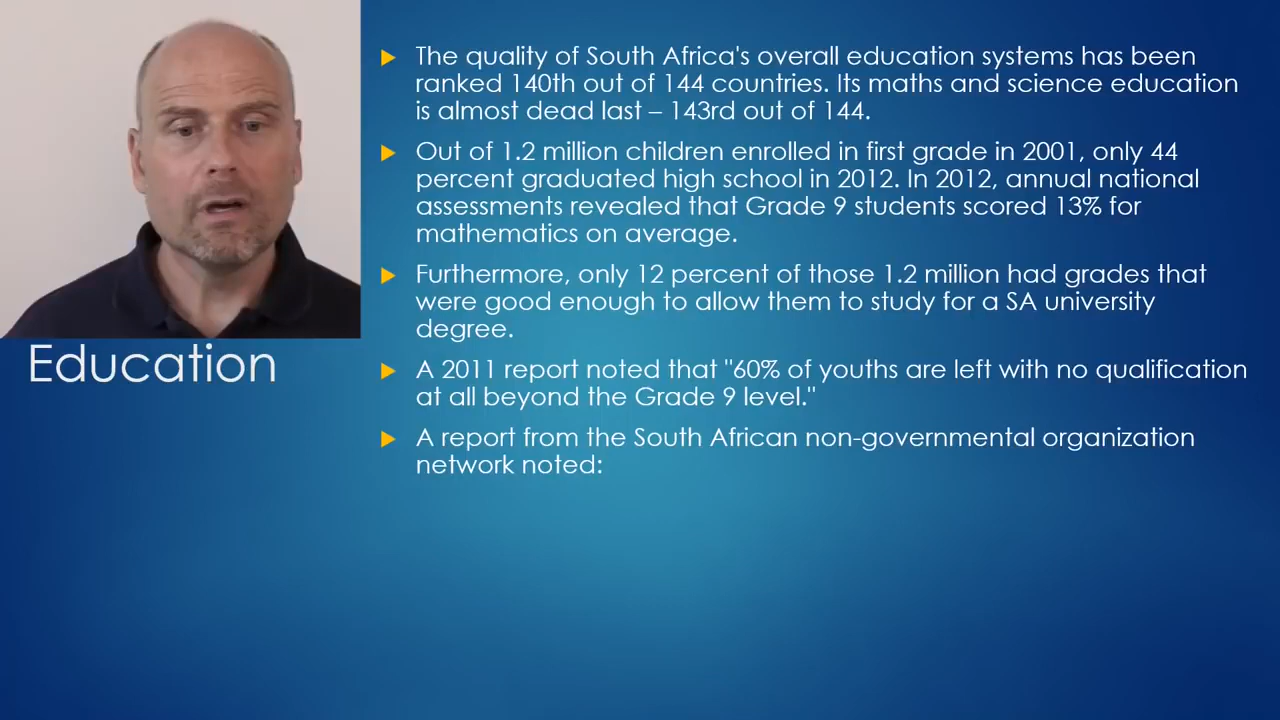 Education
The quality of South Africa's overall education systems has been
ranked 140th out of 144 countries. Its maths and science education
is almost dead last – 143rd out of 144.
Out of 1.2 million children enrolled in first grade in 2001, only 44
percent graduated high school in 2012. In 2012, annual national
assessments revealed that Grade 9 students scored 13% for
mathematics on average.
Furthermore, only 12 percent of those 1.2 million had grades that
were good enough to allow them to study for a SA university
degree.
A 2011 report noted that "60% of youths are left with no qualification
at all beyond the Grade 9 level."
A report from the South African non-governmental organization
network noted: